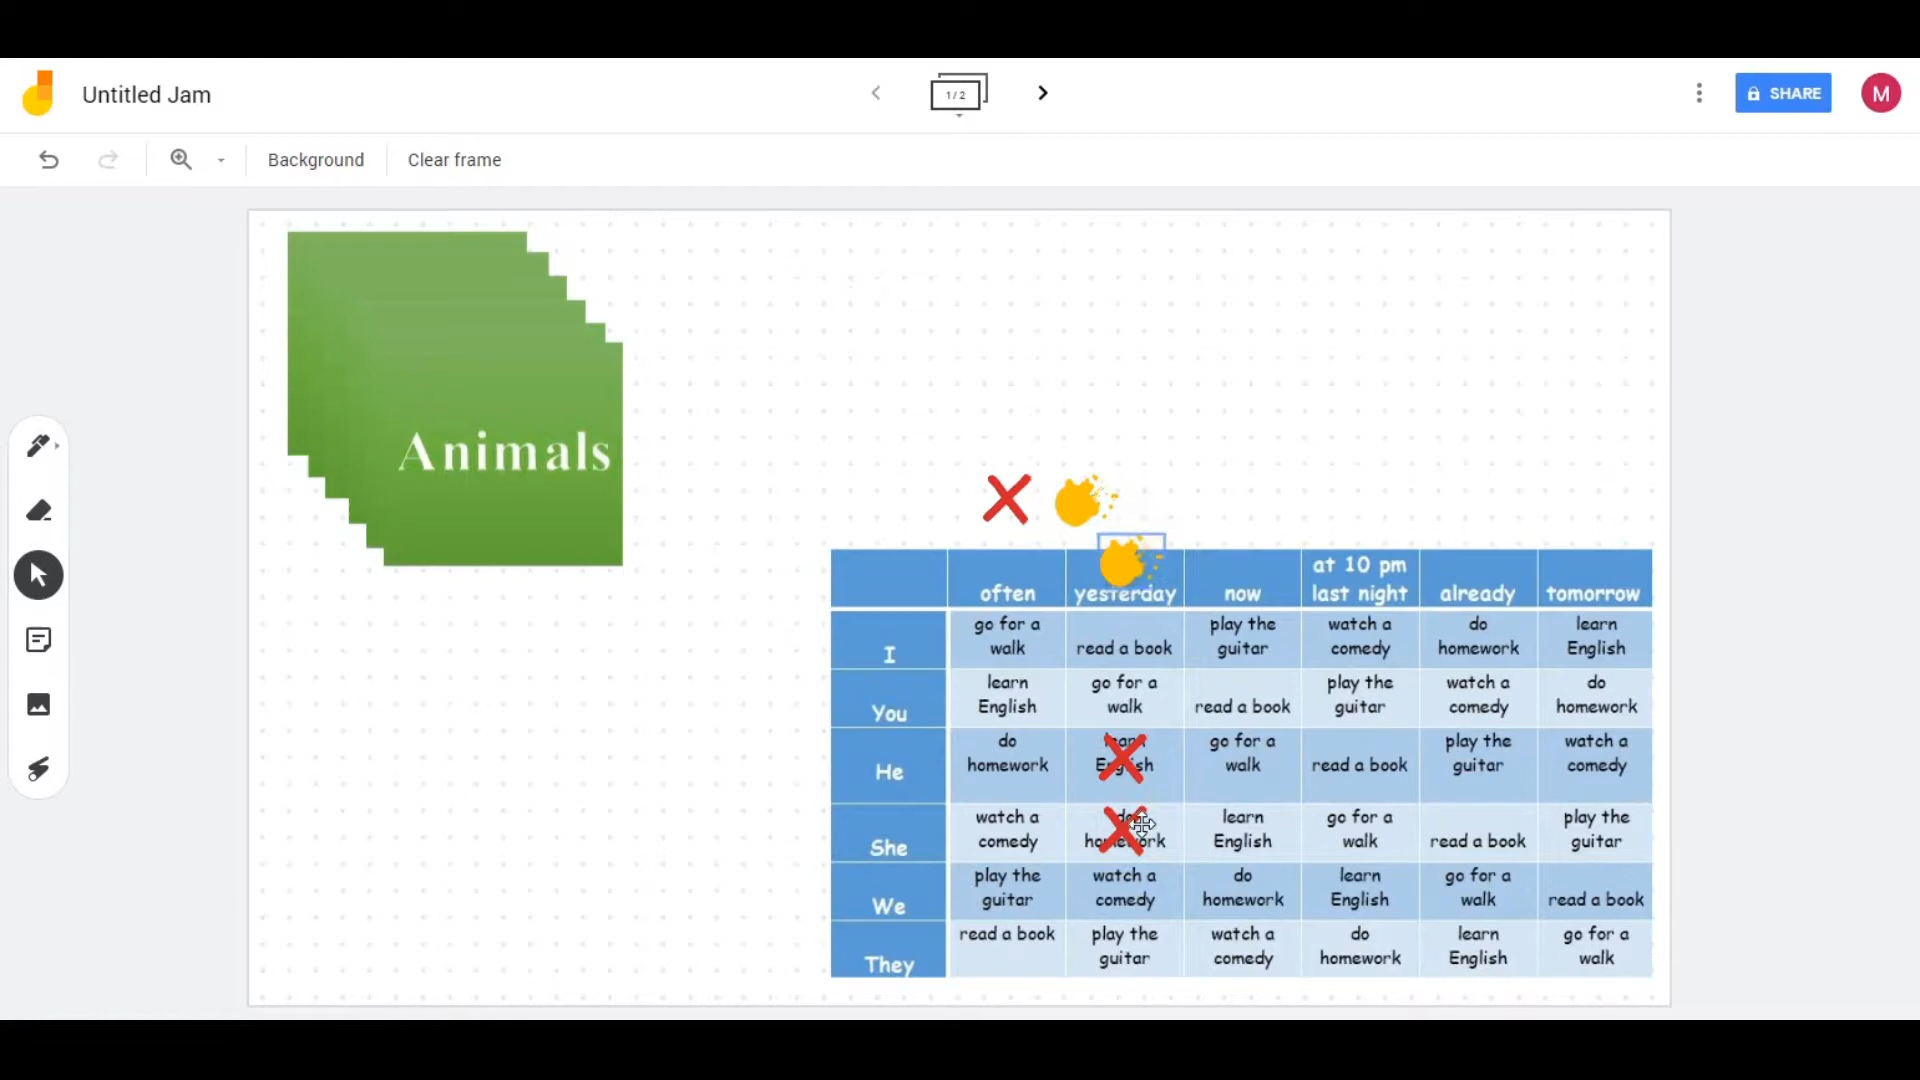 Untitled Jam
1 / 2
SHARE
M
Background
Clear frame
Animals
often
yesterday
now
at 10 pm
last night
already
tomorrow
I
go for a
walk
read a book
play the
guitar
watch a
comedy
do
homework
learn
English
You
learn
English
go for a
walk
read a book
play the
guitar
watch a
comedy
do
homework
He
do
homework
learn
English
go for a
walk
read a book
play the
guitar
watch a
comedy
She
watch a
comedy
do
homework
learn
English
go for a
walk
read a book
play the
guitar
We
play the
guitar
watch a
comedy
do
homework
learn
English
go for a
walk
read a book
They
read a book
play the
guitar
watch a
comedy
do
homework
learn
English
go for a
walk